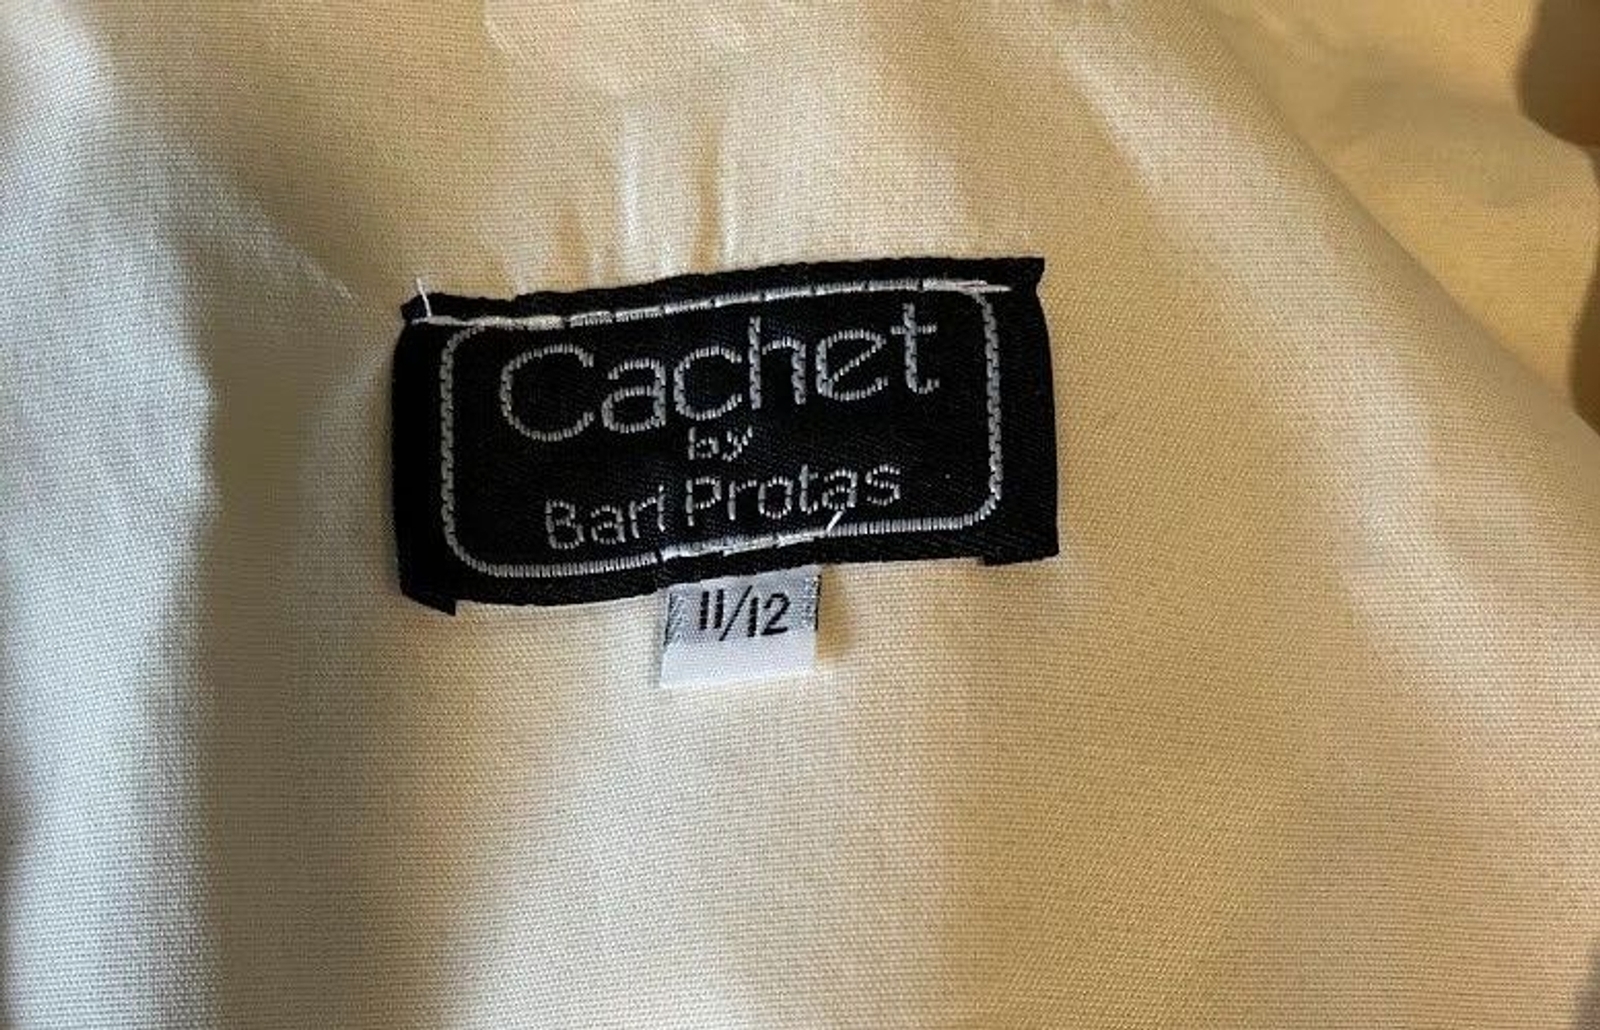 Cachet
by
Bari Protas
11/12